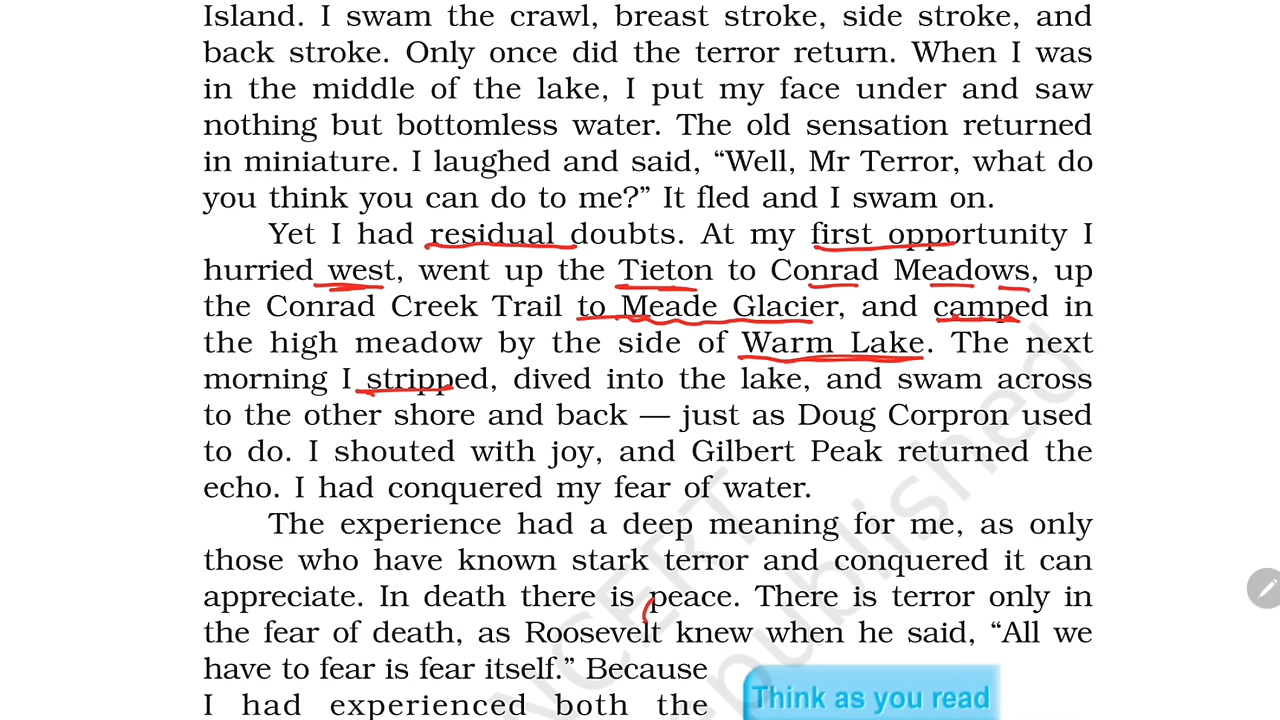 Island. I swam the crawl, breast stroke, side stroke, and
back stroke. Only once did the terror return. When I was
in the middle of the lake, I put my face under and saw
nothing but bottomless water. The old sensation returned
in miniature. I laughed and said, “Well, Mr Terror, what do
you think you can do to me?” It fled and I swam on.
Yet I had residual doubts. At my first opportunity I
hurried west, went up the Tieton to Conrad Meadows, up
the Conrad Creek Trail to Meade Glacier, and camped in
the high meadow by the side of Warm Lake. The next
morning I stripped, dived into the lake, and swam across
to the other shore and back — just as Doug Corpron used
to do. I shouted with joy, and Gilbert Peak returned the
echo. I had conquered my fear of water.
The experience had a deep meaning for me, as only
those who have known stark terror and conquered it can
appreciate. In death there is peace. There is terror only in
the fear of death, as Roosevelt knew when he said, “All we
have to fear is fear itself.” Because
I had experienced both the
Think as you read
NCERT
republished